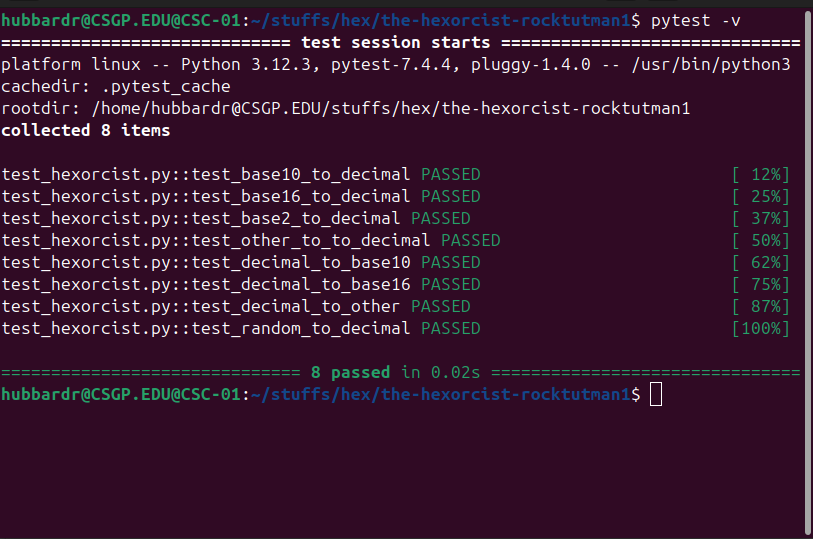 hubbardr@CSGP.EDU@CSC-01:~/stuffs/hex/the-hexorcist-rocktutman1$ pytest -v
============================= test session starts ==============================
platform linux -- Python 3.12.3, pytest-7.4.4, pluggy-1.4.0 -- /usr/bin/python3
cachedir: .pytest_cache
rootdir: /home/hubbardr@CSGP.EDU/stuffs/hex/the-hexorcist-rocktutman1
collected 8 items
test_hexorcist.py::test_base10_to_decimal PASSED                         [ 12%]
test_hexorcist.py::test_base16_to_decimal PASSED                         [ 25%]
test_hexorcist.py::test_base2_to_decimal PASSED                          [ 37%]
test_hexorcist.py::test_other_to_to_decimal PASSED                       [ 50%]
test_hexorcist.py::test_decimal_to_base10 PASSED                         [ 62%]
test_hexorcist.py::test_decimal_to_base16 PASSED                         [ 75%]
test_hexorcist.py::test_decimal_to_other PASSED                          [ 87%]
test_hexorcist.py::test_random_to_decimal PASSED                         [100%]
============================== 8 passed in 0.02s ===============================
hubbardr@CSGP.EDU@CSC-01:~/stuffs/hex/the-hexorcist-rocktutman1$